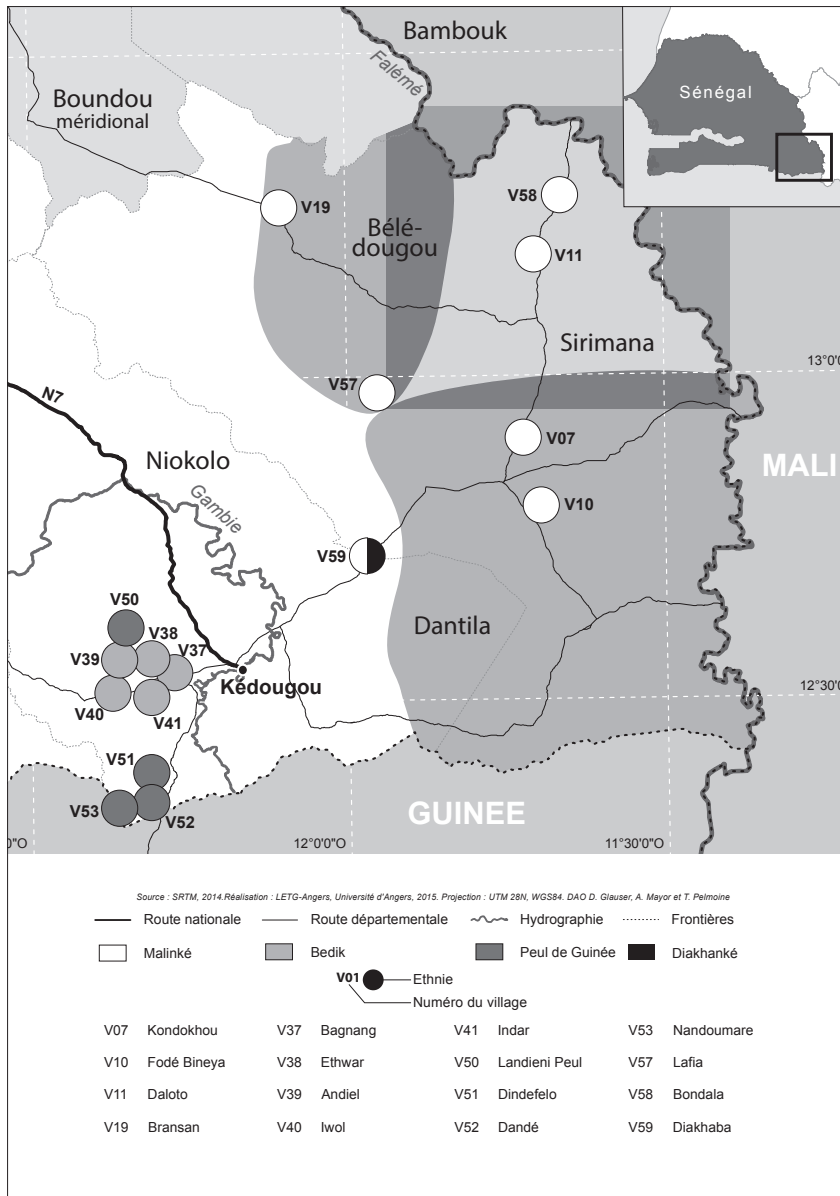 Bambouk
Falémé
Sénégal
Boundou
méridional
V58
V19
Bélé-
dougou
V11
Sirimana
13°0'0
V57
N7
V07
MALI
Niokolo
Gambie
V10
V59
V50
V38
Dantila
V39
V37
Kédougou
12°30'0
V40
V41
V51
GUINEE
V53
V52
0"O
12°0'0"O
11°30'0"O
Source : SRTM, 2014.Réalisation : LETG-Angers, Université d'Angers, 2015. Projection : UTM 28N, WGS84. DAO D. Glauser, A. Mayor et T. Pelmoine
Route nationale Route départementale Hydrographie Frontières
Malinké Bedik Peul de Guinée Diakhanké
V01 Ethnie
Numéro du village
V07 Kondokhou V37 Bagnang V41 Indar V53 Nandoumare
V10 Fodé Bineya V38 Ethwar V50 Landieni Peul V57 Lafia
V11 Daloto V39 Andiel V51 Dindefelo V58 Bondala
V19 Bransan V40 Iwol V52 Dandé V59 Diakhaba